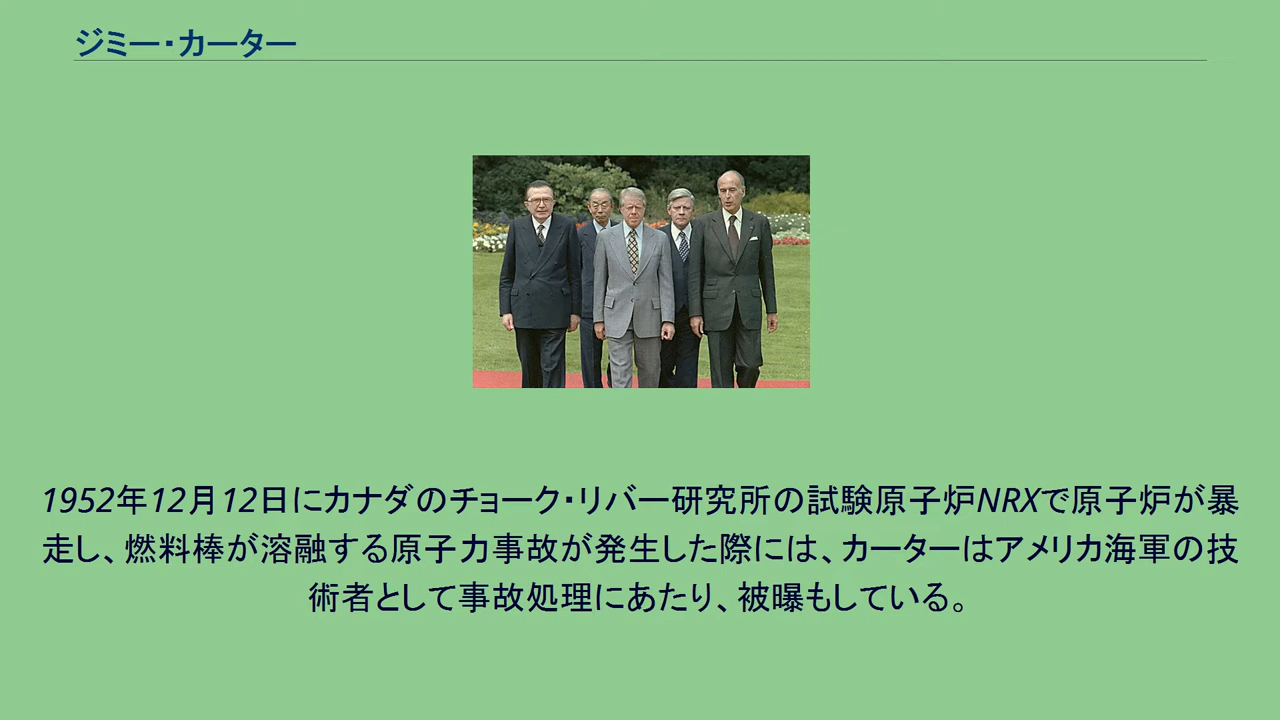 ジミー・カーター
1952年12月12日にカナダのチョーク・リバー研究所の試験原子炉NRXで原子炉が暴
走し、燃料棒が溶融する原子力事故が発生した際には、カーターはアメリカ海軍の技
術者として事故処理にあたり、被曝もしている。